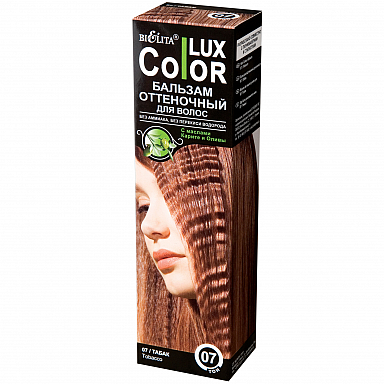 BIELITA®
LUX
Color
БАЛЬЗАМ
ОТТЕНОЧНЫЙ
ДЛЯ ВОЛОС
БЕЗ АММИАКА, БЕЗ ПЕРЕКИСИ ВОДОРОДА
С маслами
Карите и Оливы
07 / ТАБАК
Tobacco
07
ТОН